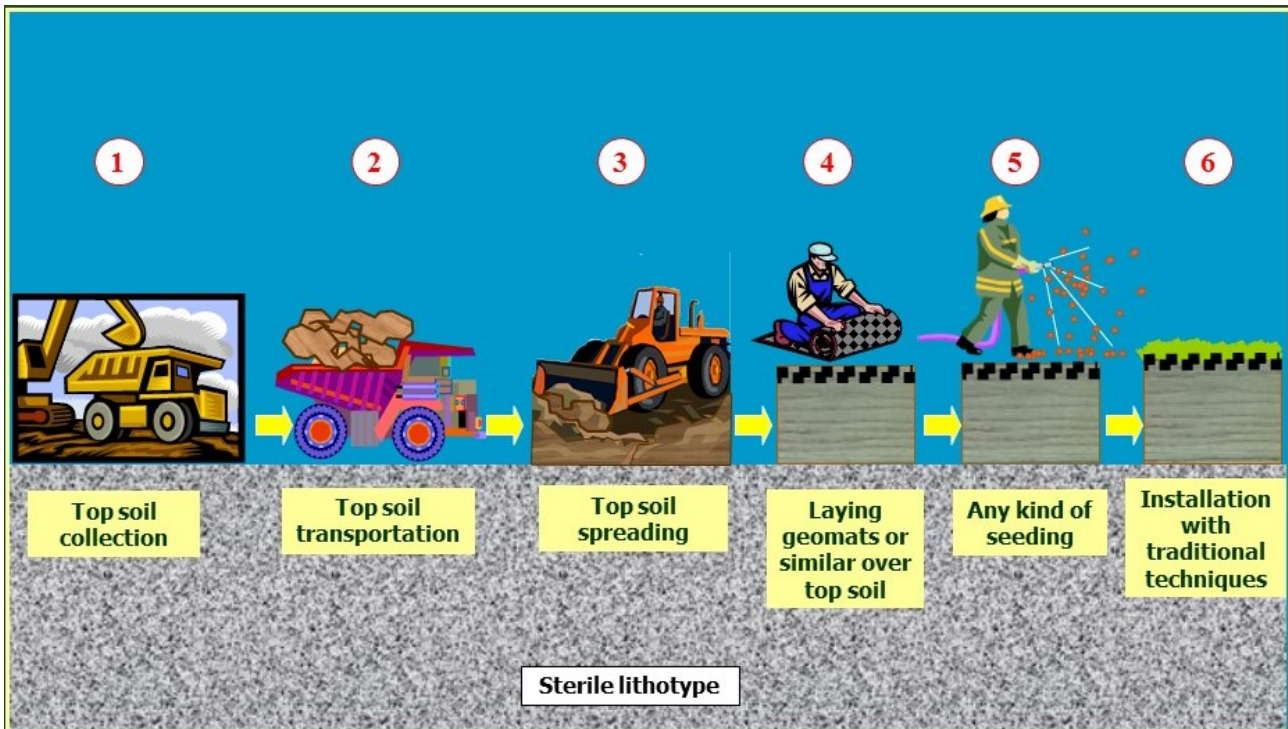 1
2
3
4
5
6
Top soil
collection
Top soil
transportation
Top soil
spreading
Laying
geomats or
similar over
top soil
Any kind of
seeding
Installation
with
traditional
techniques
Sterile lithotype